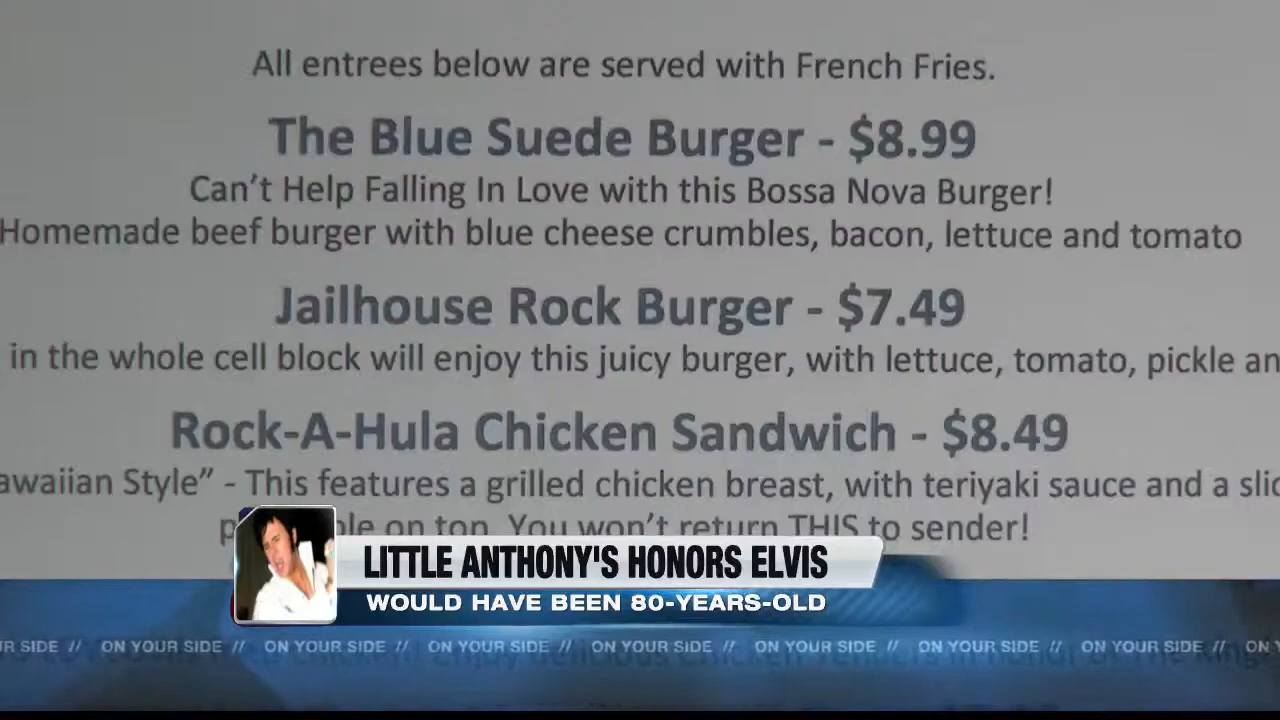 All entrees below are served with French Fries.
The Blue Suede Burger - $8.99
Can't Help Falling In Love with this Bossa Nova Burger!
Homemade beef burger with blue cheese crumbles, bacon, lettuce and tomato
Jailhouse Rock Burger - $7.49
in the whole cell block will enjoy this juicy burger, with lettuce, tomato, pickle an
Rock-A-Hula Chicken Sandwich - $8.49
awaiian Style" - This features a grilled chicken breast, with teriyaki sauce and a slic
on top. You won't return THIS to sender!
LITTLE ANTHONY'S HONORS ELVIS
WOULD HAVE BEEN 80-YEARS-OLD
R SIDE // ON YOUR SIDE // ON YOUR SIDE // ON YOUR SIDE // ON YOUR SIDE // ON YOUR SIDE // ON YOUR SIDE // ON Y